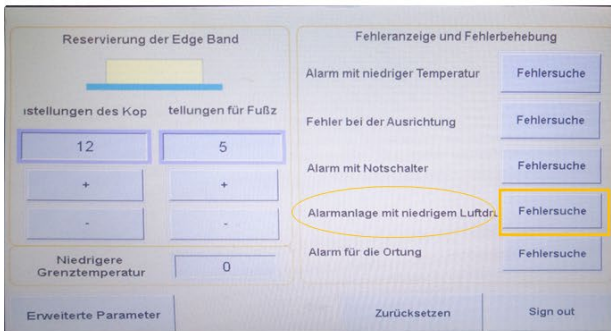 Reservierung der Edge Band
istellungen des Kop
tellungen für Fußz
12
5
+
+
-
-
Niedrigere
Grenztemperatur
0
Erweiterte Parameter
Fehleranzeige und Fehlerbehebung
Alarm mit niedriger Temperatur
Fehlersuche
Fehler bei der Ausrichtung
Fehlersuche
Alarm mit Notschalter
Fehlersuche
Alarmanlage mit niedrigem Luftdru
Fehlersuche
Alarm für die Ortung
Fehlersuche
Zurücksetzen
Sign out